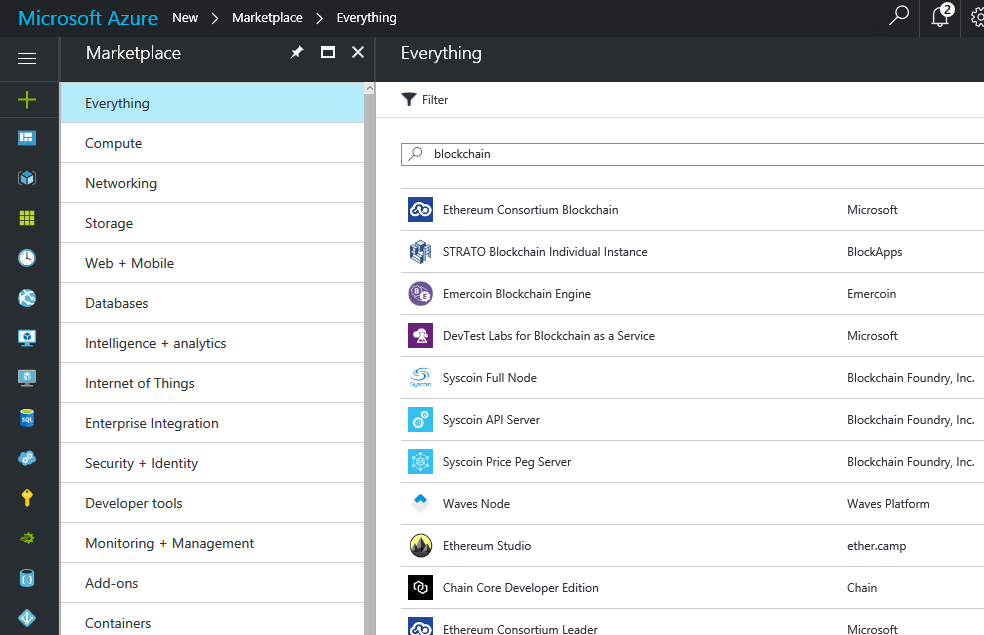 Microsoft Azure New > Marketplace > Everything
2
Marketplace
Everything
Compute
Networking
Storage
Web + Mobile
Databases
Intelligence + analytics
Internet of Things
Enterprise Integration
Security + Identity
Developer tools
Monitoring + Management
Add-ons
Containers
SQL
Everything
Filter
blockchain
Ethereum Consortium Blockchain Microsoft
STRATO Blockchain Individual Instance BlockApps
B E Emercoin Blockchain Engine Emercoin
DevTest Labs for Blockchain as a Service Microsoft
Syscoin Syscoin Full Node Blockchain Foundry, Inc.
Syscoin API Server Blockchain Foundry, Inc.
Syscoin Price Peg Server Blockchain Foundry, Inc.
Waves Node Waves Platform
Ethereum Studio ether.camp
Chain Core Developer Edition Chain
Ethereum Consortium Leader Microsoft